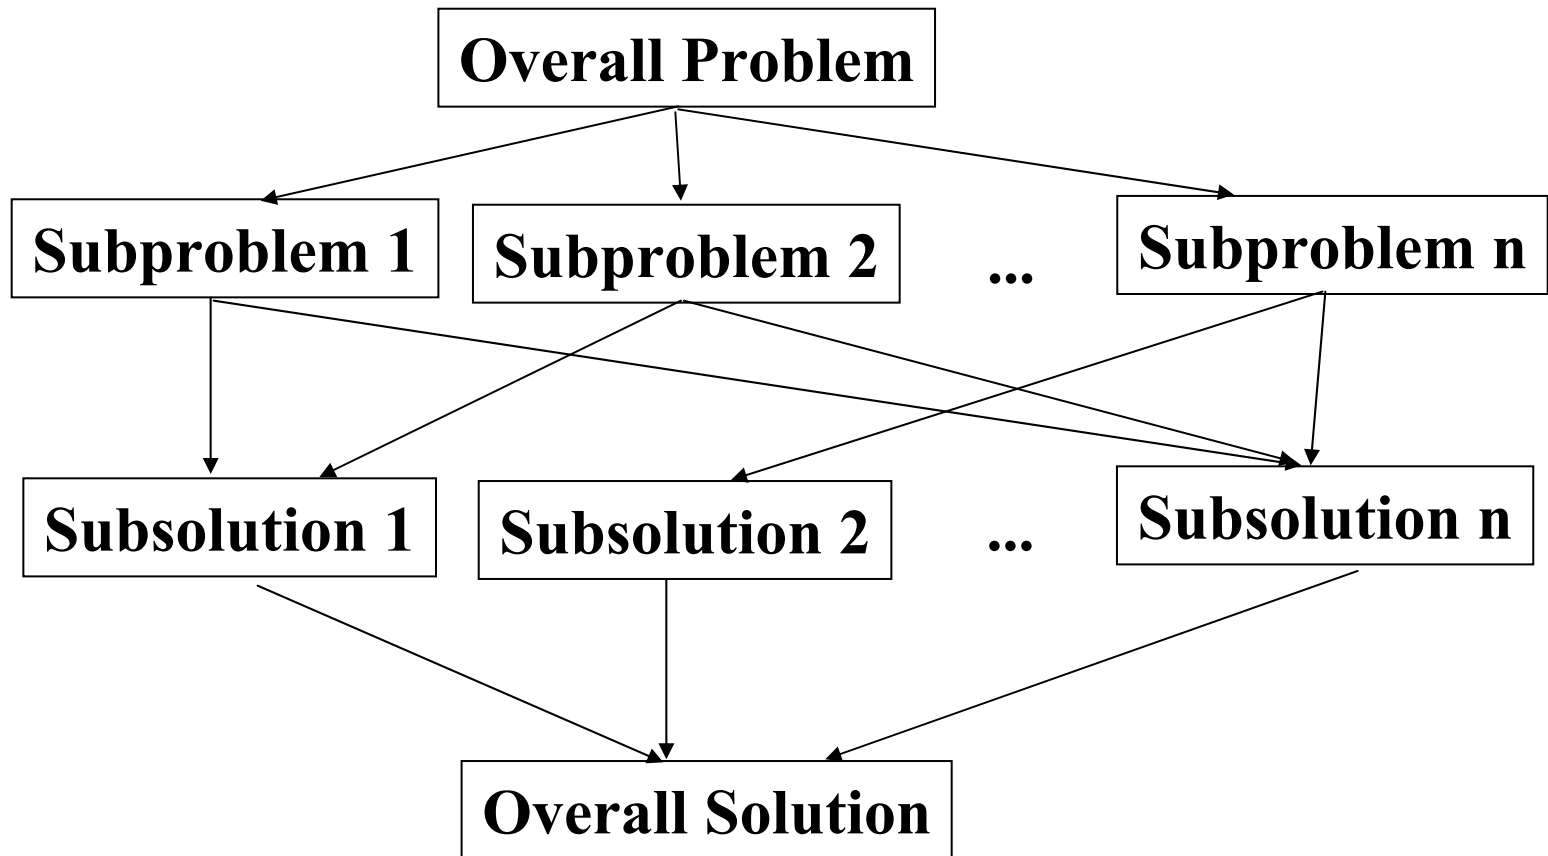 Overall Problem
Subproblem 1
Subproblem 2
...
Subproblem n
Subsolution 1
Subsolution 2
...
Subsolution n
Overall Solution